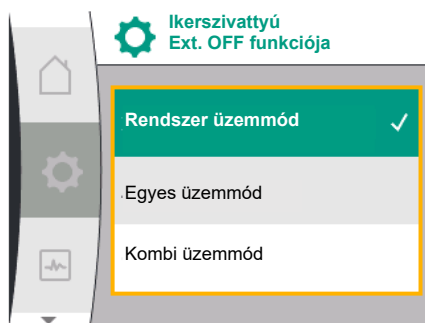 Ikerszivattyú
Ext. OFF funkciója
Rendszer üzemmód
Egyes üzemmód
Kombi üzemmód